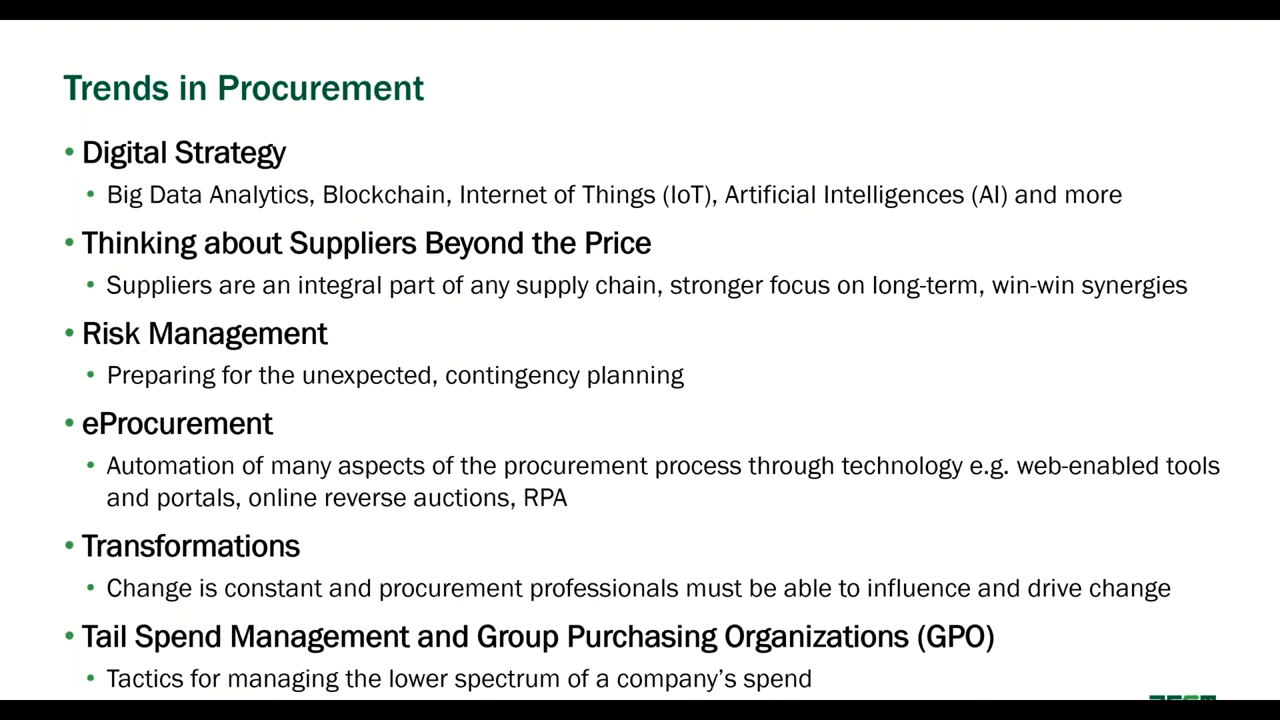 Trends in Procurement
• Digital Strategy
• Big Data Analytics, Blockchain, Internet of Things (IoT), Artificial Intelligences (AI) and more
• Thinking about Suppliers Beyond the Price
• Suppliers are an integral part of any supply chain, stronger focus on long-term, win-win synergies
• Risk Management
• Preparing for the unexpected, contingency planning
• eProcurement
• Automation of many aspects of the procurement process through technology e.g. web-enabled tools
and portals, online reverse auctions, RPA
• Transformations
• Change is constant and procurement professionals must be able to influence and drive change
• Tail Spend Management and Group Purchasing Organizations (GPO)
• Tactics for managing the lower spectrum of a company’s spend